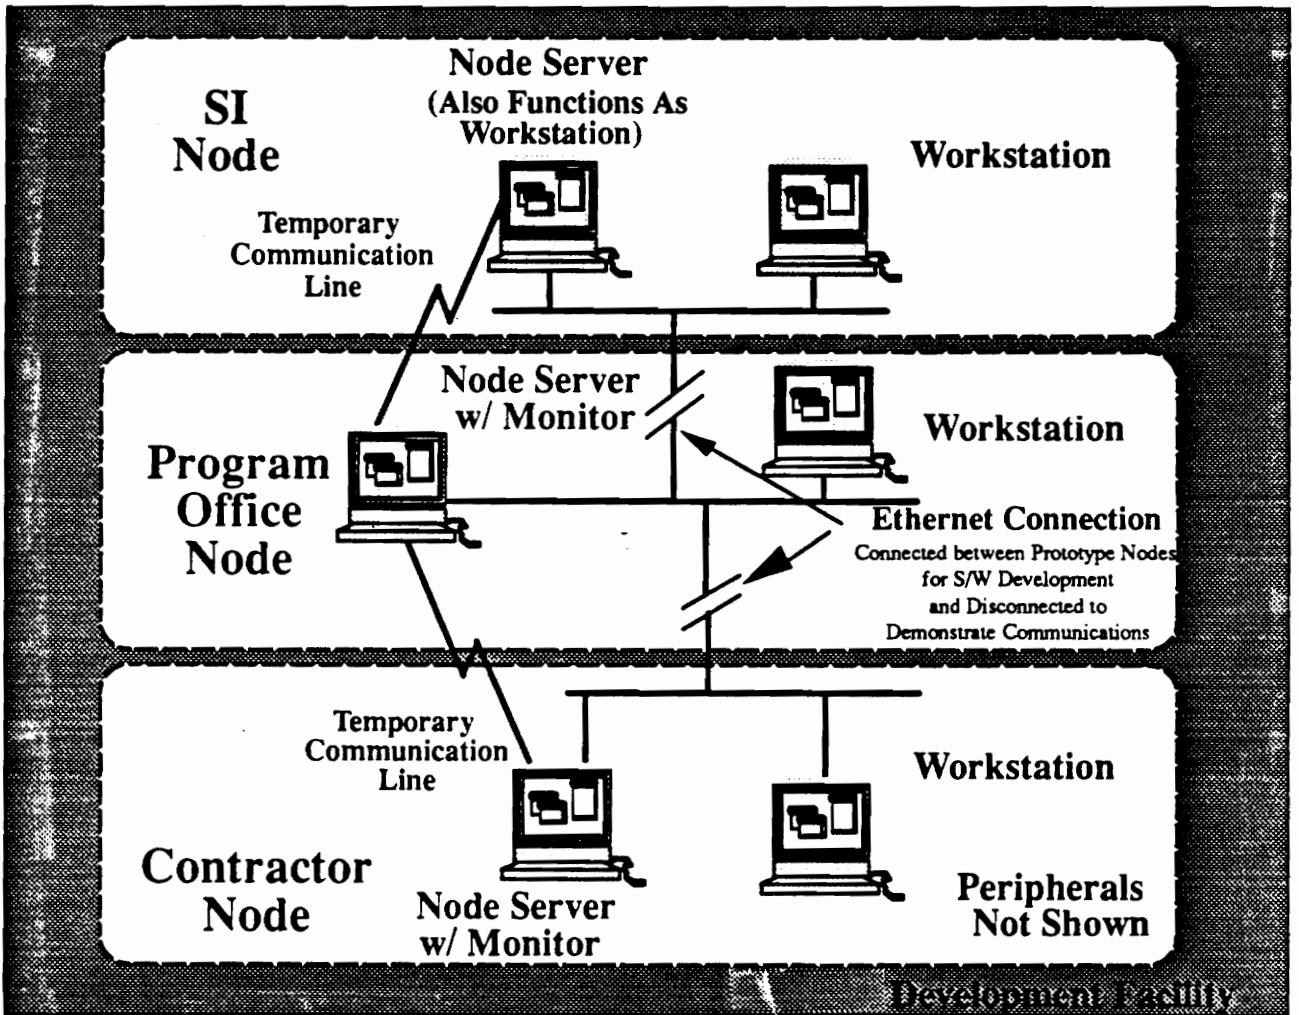 SI
Node
Node Server
(Also Functions As
Workstation)
Workstation
Temporary
Communication
Line
Program
Office
Node
Node Server
w/ Monitor
Workstation
Ethernet Connection
Connected between Prototype Nodes
for S/W Development
and Disconnected to
Demonstrate Communications
Temporary
Communication
Line
Contractor
Node
Node Server
w/ Monitor
Workstation
Peripherals
Not Shown
Development Facility